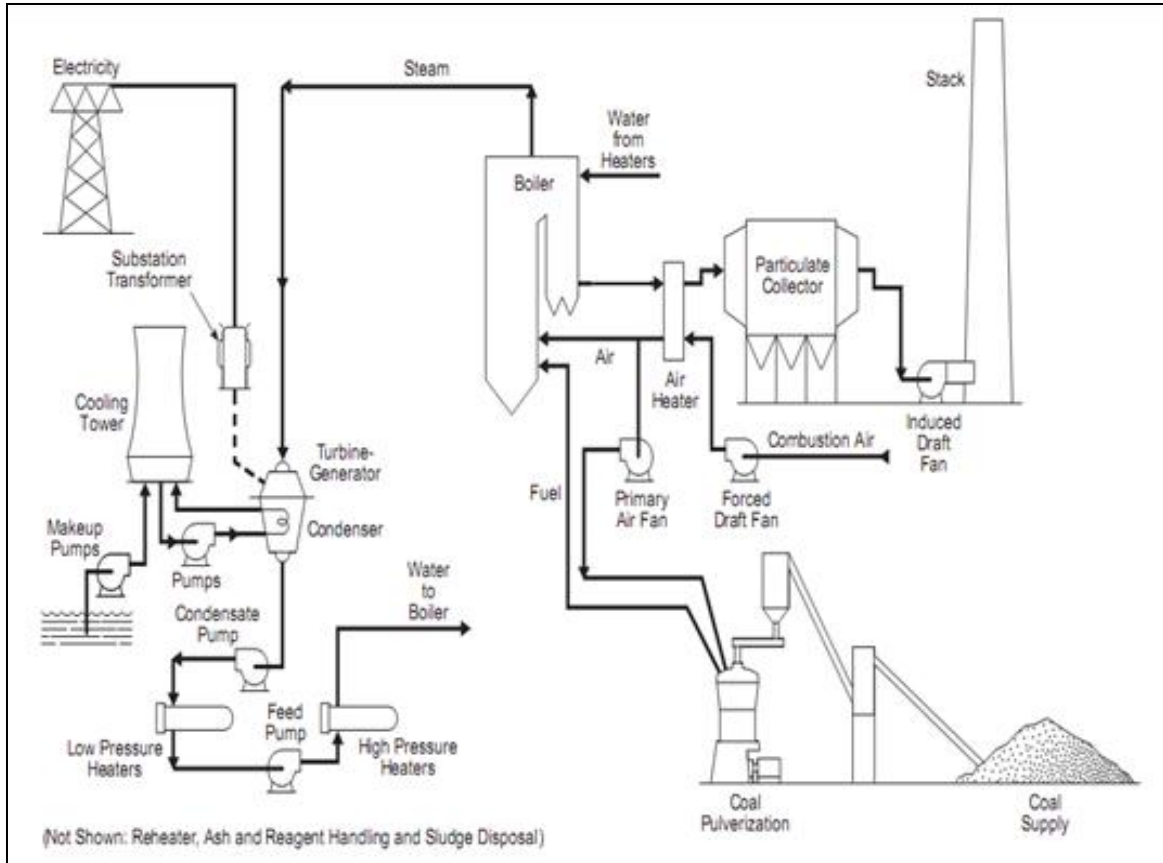 Electricity
Steam
Stack
Water
from
Heaters
Boiler
Substation
Transformer
Particulate
Collector
Air
Air
Heater
Cooling
Tower
Induced
Draft
Fan
Combustion Air
Turbine-
Generator
Fuel
Primary
Air Fan
Forced
Draft Fan
Condenser
Makeup
Pumps
Pumps
Water
to
Boiler
Condensate
Pump
Feed
Pump
Low Pressure
Heaters
High Pressure
Heaters
Coal
Pulverization
Coal
Supply
(Not Shown: Reheater, Ash and Reagent Handling and Sludge Disposal)